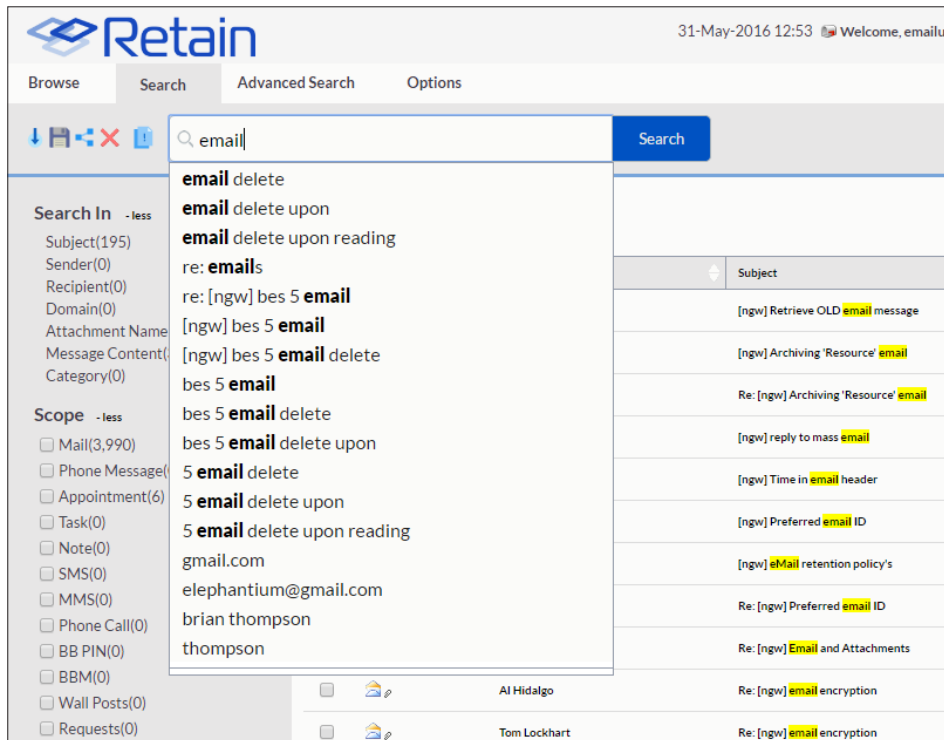 Retain
31-May-2016 12:53 Welcome, emailu
Browse Search Advanced Search Options
email Search
email delete
email delete upon
email delete upon reading
re: emails
re: [ngw] bes 5 email
[ngw] bes 5 email
[ngw] bes 5 email delete
bes 5 email
bes 5 email delete
bes 5 email delete upon
5 email delete
5 email delete upon
5 email delete upon reading
gmail.com
elephantium@gmail.com
brian thompson
thompson
Search In - less
Subject(195)
Sender(0)
Recipient(0)
Domain(0)
Attachment Name
Message Content(
Category(0)
Scope - less
Mail(3,990)
Phone Message(
Appointment(6)
Task(0)
Note(0)
SMS(0)
MMS(0)
Phone Call(0)
BB PIN(0)
BBM(0)
Wall Posts(0)
Requests(0)
Subject
[ngw] Retrieve OLD email message
[ngw] Archiving 'Resource' email
Re: [ngw] Archiving 'Resource' email
[ngw] reply to mass email
[ngw] Time in email header
[ngw] Preferred email ID
[ngw] eMail retention policy's
Re: [ngw] Preferred email ID
Re: [ngw] Email and Attachments
Al Hidalgo Re: [ngw] email encryption
Tom Lockhart Re: [ngw] email encryption